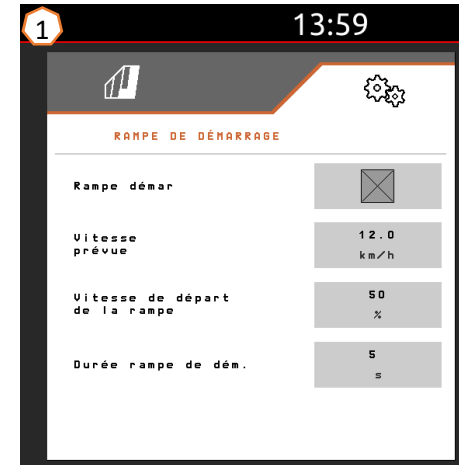 1
13:59
RAMPE DE DÉMARRAGE
Rampe démar
Vitesse
prévue
12.0
km/h
Vitesse de départ
de la rampe
50
%
Durée rampe de dém.
5
s